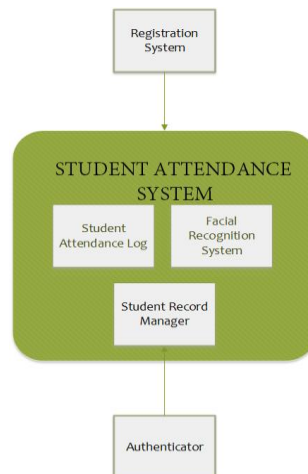 Registration
System
STUDENT ATTENDANCE
SYSTEM
Student
Attendance Log
Facial
Recognition
System
Student Record
Manager
Authenticator